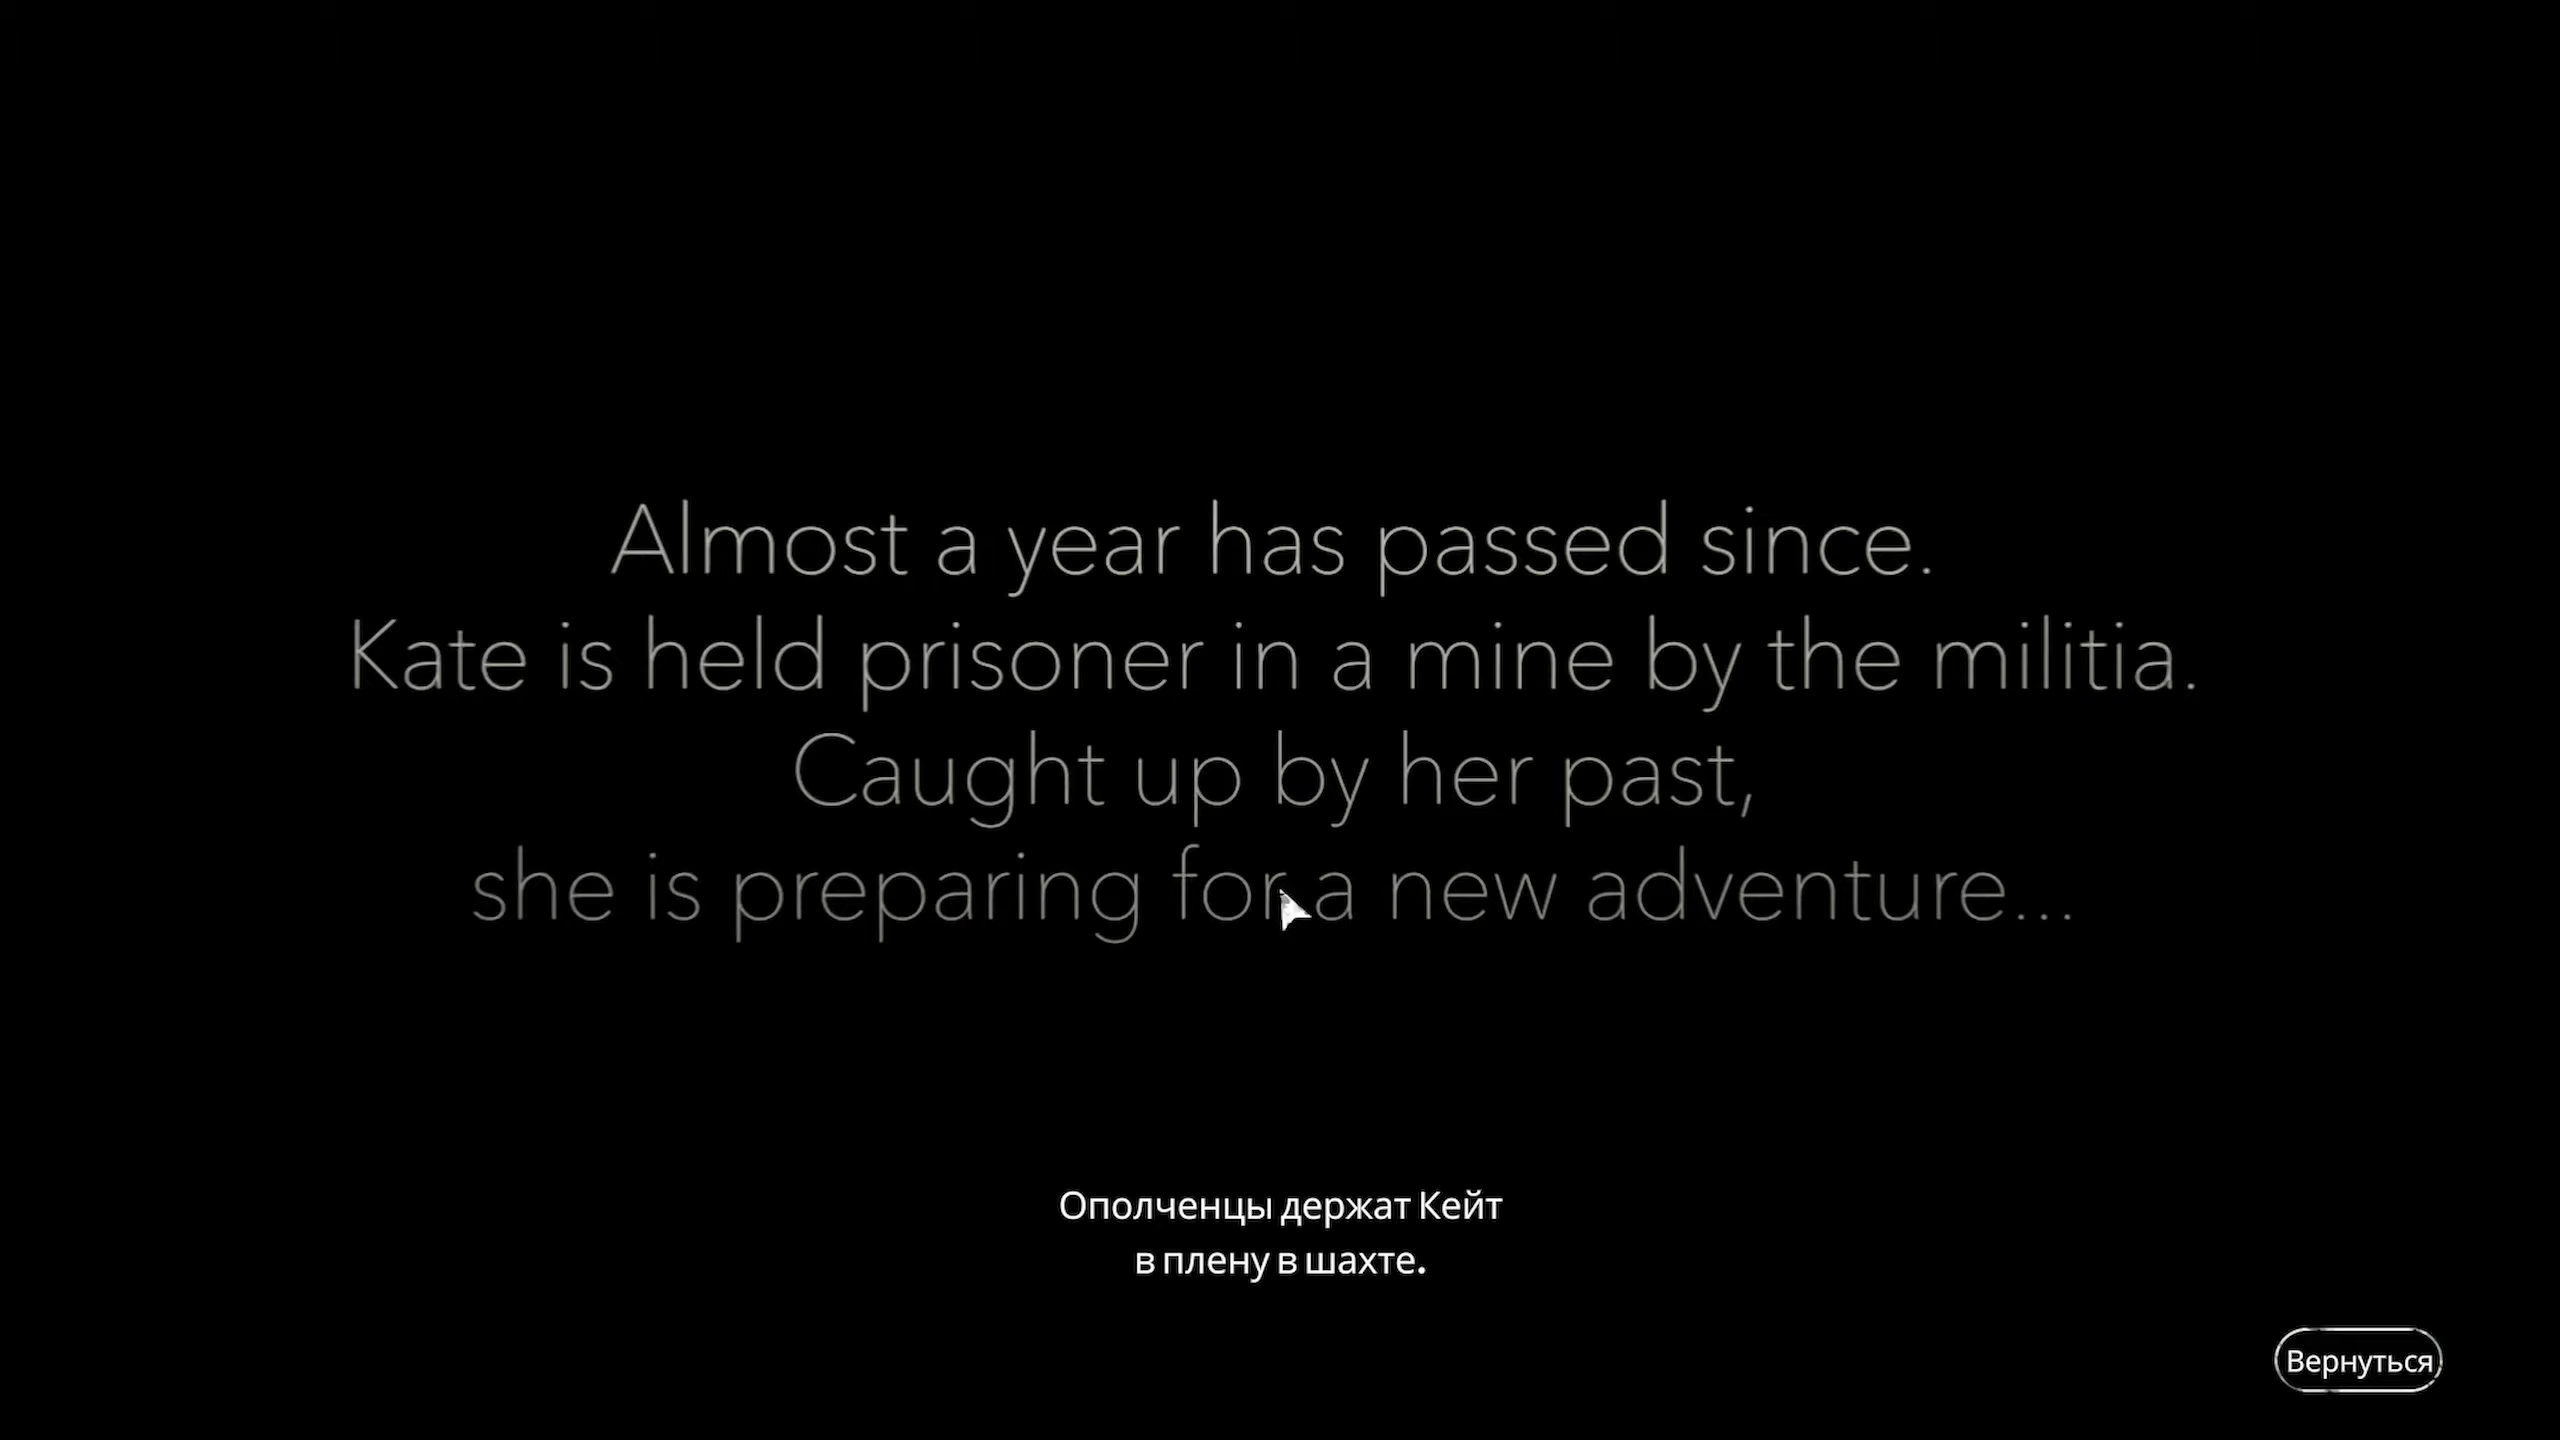 Almost a year has passed since.
Kate is held prisoner in a mine by the militia.
Caught up by her past,
she is preparing for a new adventure...
Ополченцы держат Кейт
в плену в шахте.
Вернуться